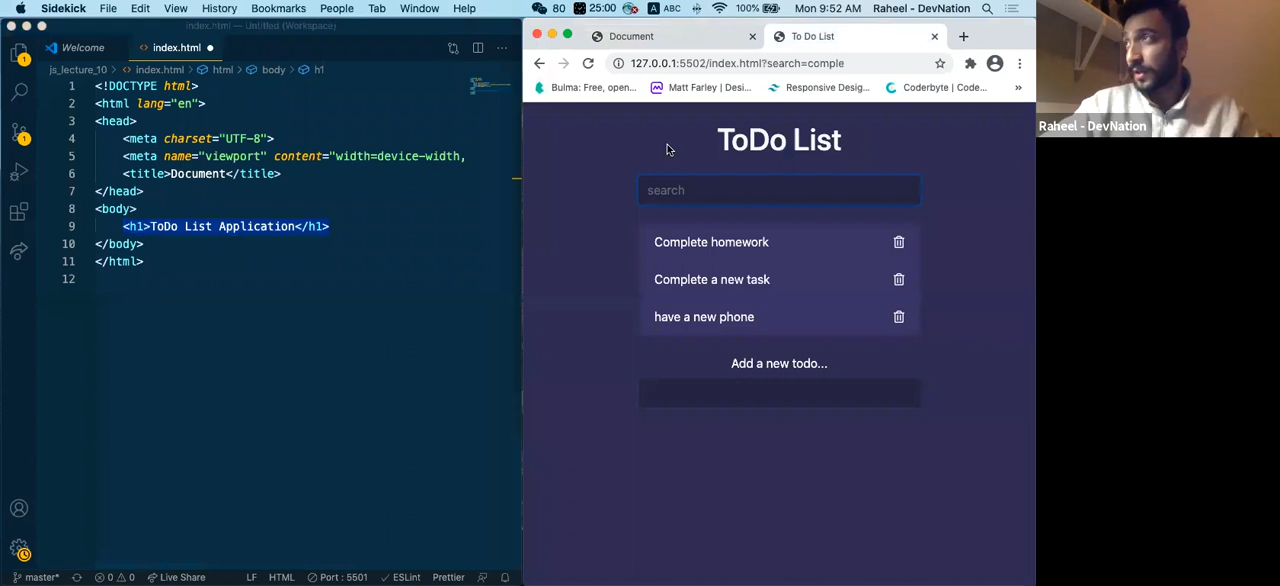 Sidekick File Edit View History Bookmarks People Tab Window Help 80 25:00 A ABC 100% Mon 9:52 AM Raheel - DevNation
index.html — Untitled (Workspace)
Welcome <> index.html
js_lecture_10 > index.html > html > body > h1
1 <!DOCTYPE html>
2 <html lang="en">
3 <head>
4 <meta charset="UTF-8">
5 <meta name="viewport" content="width=device-width,
6 <title>Document</title>
7 </head>
8 <body>
9 <h1>ToDo List Application</h1>
10 </body>
11 </html>
12
1
1
master* 0 0 Live Share LF HTML Port : 5501 ESLint Prettier
Document To Do List
127.0.0.1:5502/index.html?search=comple
Bulma: Free, open... Matt Farley | Desi... Responsive Desig... Coderbyte | Code... »
ToDo List
search
Complete homework
Complete a new task
have a new phone
Add a new todo...
Raheel - DevNation